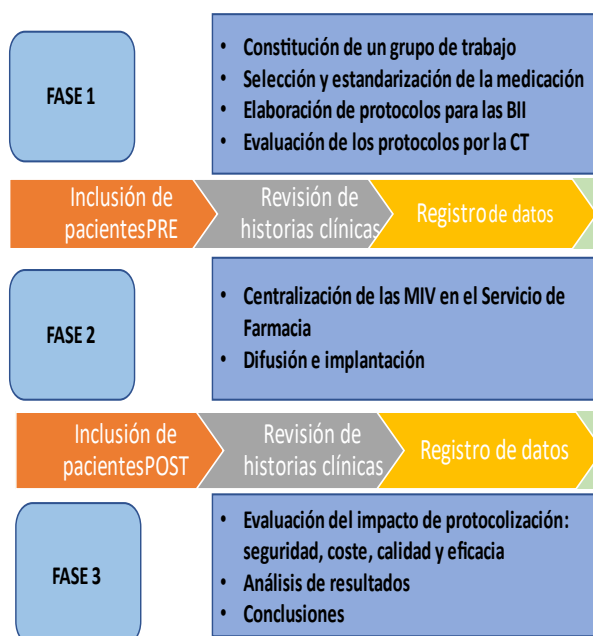 FASE 1
• Constitución de un grupo de trabajo
• Selección y estandarización de la medicación
• Elaboración de protocolos para las BII
• Evaluación de los protocolos por la CT
Inclusión de
pacientesPRE
Revisión de
historias clínicas
Registro de datos
FASE 2
• Centralización de las MIV en el Servicio de
Farmacia
• Difusión e implantación
Inclusión de
pacientesPOST
Revisión de
historias clínicas
Registro de datos
FASE 3
• Evaluación del impacto de protocolización:
seguridad, coste, calidad y eficacia
• Análisis de resultados
• Conclusiones